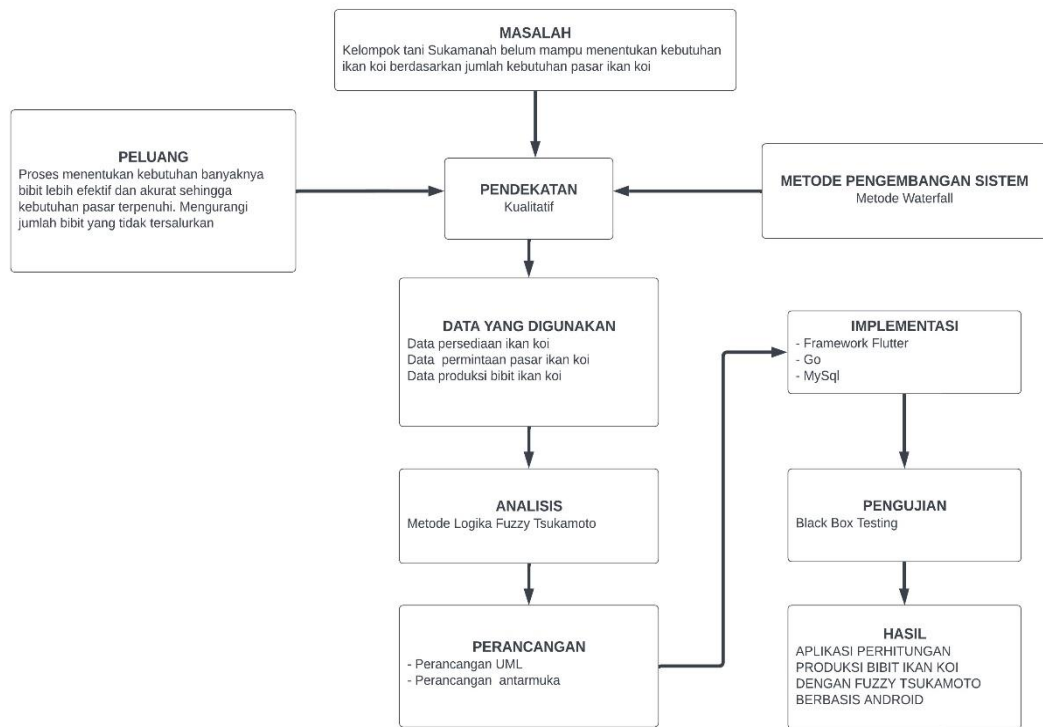 MASALAH
Kelompok tani Sukamanah belum mampu menentukan kebutuhan
ikan koi berdasarkan jumlah kebutuhan pasar ikan koi
PELUANG
Proses menentukan kebutuhan banyaknya
bibit lebih efektif dan akurat sehingga
kebutuhan pasar terpenuhi. Mengurangi
jumlah bibit yang tidak tersalurkan
PENDEKATAN
Kualitatif
METODE PENGEMBANGAN SISTEM
Metode Waterfall
DATA YANG DIGUNAKAN
Data persediaan ikan koi
Data permintaan pasar ikan koi
Data produksi bibit ikan koi
ANALISIS
Metode Logika Fuzzy Tsukamoto
PERANCANGAN
- Perancangan UML
- Perancangan antarmuka
IMPLEMENTASI
- Framework Flutter
- Go
- MySql
PENGUJIAN
Black Box Testing
HASIL
APLIKASI PERHITUNGAN
PRODUKSI BIBIT IKAN KOI
DENGAN FUZZY TSUKAMOTO
BERBASIS ANDROID